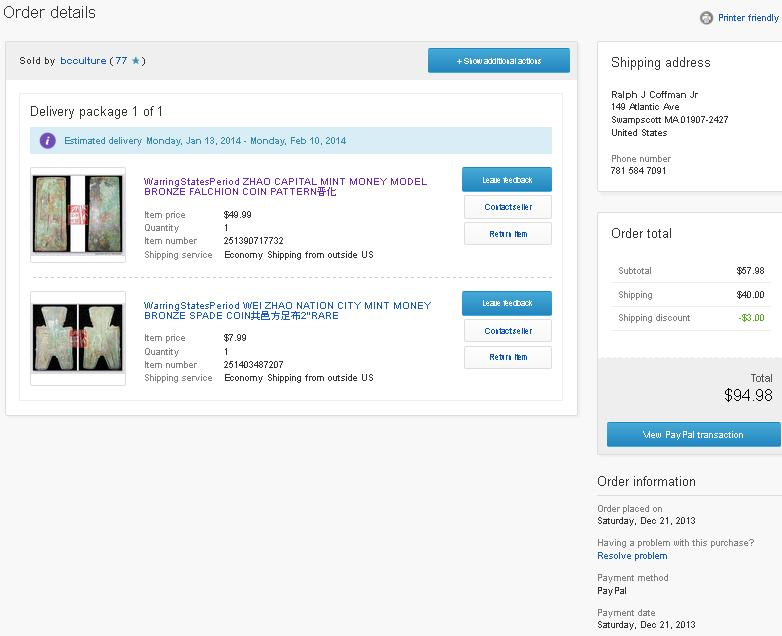 Order details
Printer friendly
Sold by bcculture ( 77 ★ )
+ Show additional actions
Delivery package 1 of 1
Estimated delivery Monday, Jan 13, 2014 - Monday, Feb 10, 2014
WarringStatesPeriod ZHAO CAPITAL MINT MONEY MODEL
BRONZE FALCHION COIN PATTERN晋化
Item price $49.99
Quantity 1
Item number 251390717732
Shipping service Economy Shipping from outside US
Leave feedback
Contact seller
Return item
WarringStatesPeriod WEI ZHAO NATION CITY MINT MONEY
BRONZE SPADE COIN共邑方足布2"RARE
Item price $7.99
Quantity 1
Item number 251403487207
Shipping service Economy Shipping from outside US
Leave feedback
Contact seller
Return item
Shipping address
Ralph J Coffman Jr
149 Atlantic Ave
Swampscott MA 01907-2427
United States
Phone number
781 584 7091
Order total
Subtotal $57.98
Shipping $40.00
Shipping discount -$3.00
Total
$94.98
View PayPal transaction
Order information
Order placed on
Saturday, Dec 21, 2013
Having a problem with this purchase?
Resolve problem
Payment method
PayPal
Payment date
Saturday, Dec 21, 2013